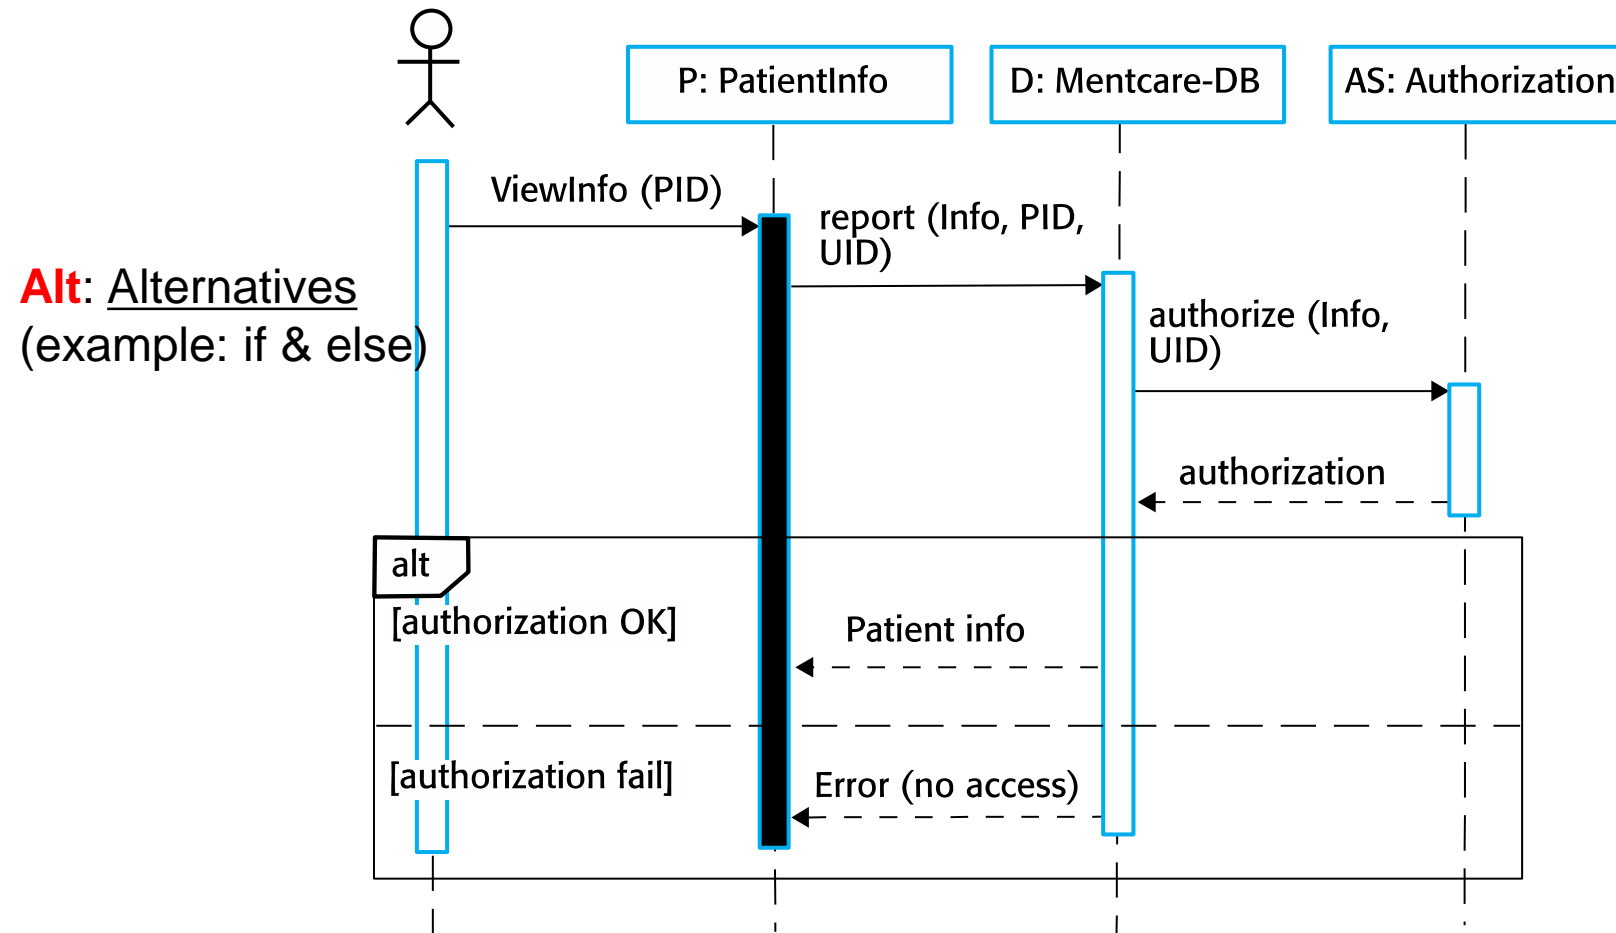 P: PatientInfo
D: Mentcare-DB
AS: Authorization
ViewInfo (PID)
report (Info, PID,
UID)
Alt: Alternatives
(example: if & else)
authorize (Info,
UID)
authorization
alt
[authorization OK]
Patient info
[authorization fail]
Error (no access)